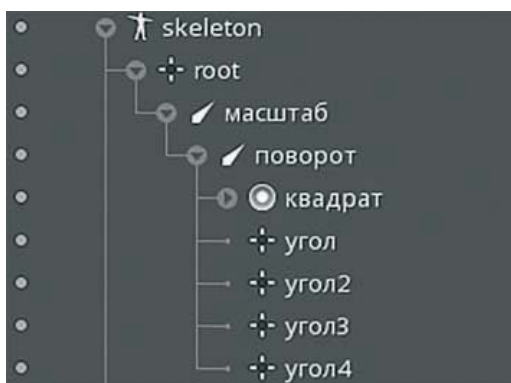 skeleton
root
масштаб
поворот
квадрат
угол
угол2
угол3
угол4